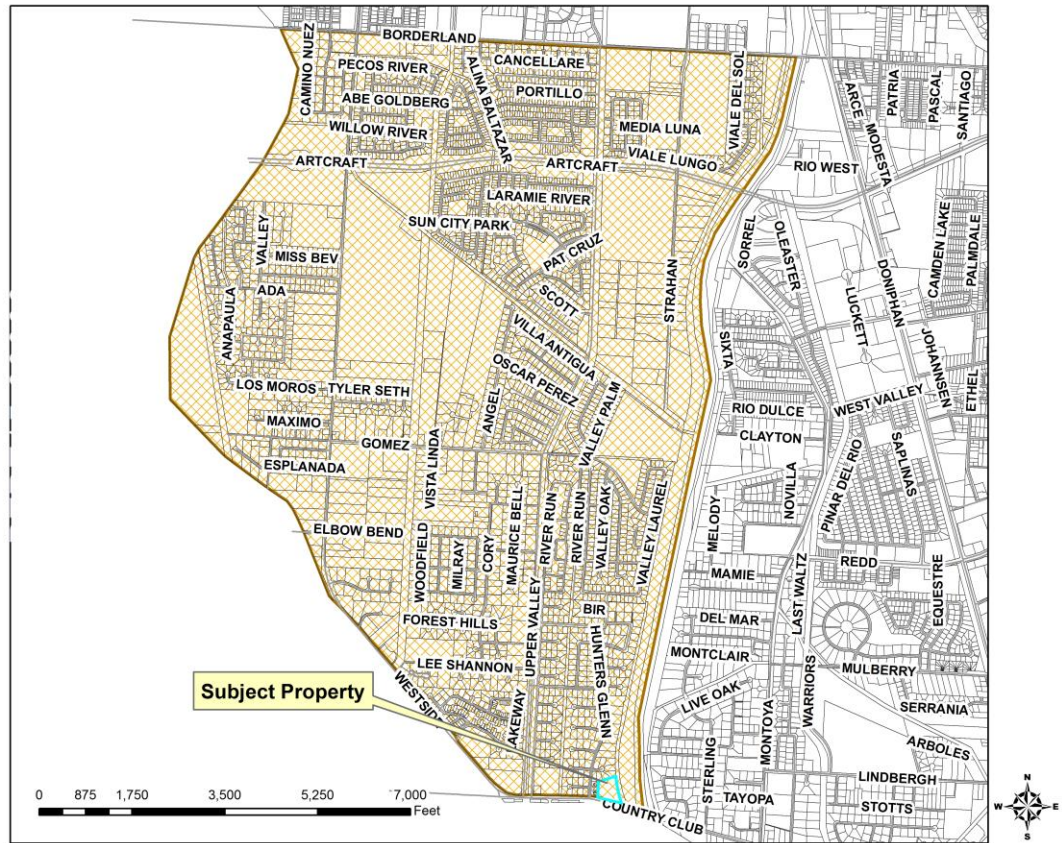 BORDERLAND
CAMINO NUEZ
PECOS RIVER
ALINA BALTAZAR
CANCELLARE
PORTILLO
VIALE DEL SOL
ABE GOLDBERG
WILLOW RIVER
MEDIA LUNA
VIALE LUNGO
ARTCRAFT
ARTCRAFT
ARCE
MODESTA
PATRIA
PASCAL
SANTIAGO
RIO WEST
LARAMIE RIVER
SUN CITY PARK
PAT CRUZ
SCOTT
STRAHAN
SORREL
OLEASTER
LUCKETT
DONIPHAN
CAMDEN LAKE
PALMDALE
VALLEY
MISS BEV
ADA
ANAPAULA
VILLA ANTIGUA
OSCAR PEREZ
SIXTA
JOHANNSEN
ETHEL
LOS MOROS
TYLER SETH
ANGEL
VALLEY PALM
RIO DULCE
WEST VALLEY
MAXIMO
GOMEZ
CLAYTON
ESPLANADA
VISTA LINDA
PINAR DEL RIO
SAPLINAS
NOVILLA
ELBOW BEND
WOODFIELD
MILRAY
CORY
MAURICE BELL
RIVER RUN
RIVER RUN
VALLEY OAK
VALLEY LAUREL
MELODY
MAMIE
LAST WALTZ
REDD
EQUESTRE
FOREST HILLS
UPPER VALLEY
BIR
DEL MAR
LEE SHANNON
HUNTERS GLENN
MONTCLAIR
MULBERRY
WARRIORS
Subject Property
WESTSIDE
LIVE OAK
SERRANIA
AKEWAY
STERLING
MONTOYA
ARBOLES
LINDBERGH
COUNTRY CLUB
TAYOPA
STOTTS
0 875 1,750 3,500 5,250 7,000
Feet
N
W E
S